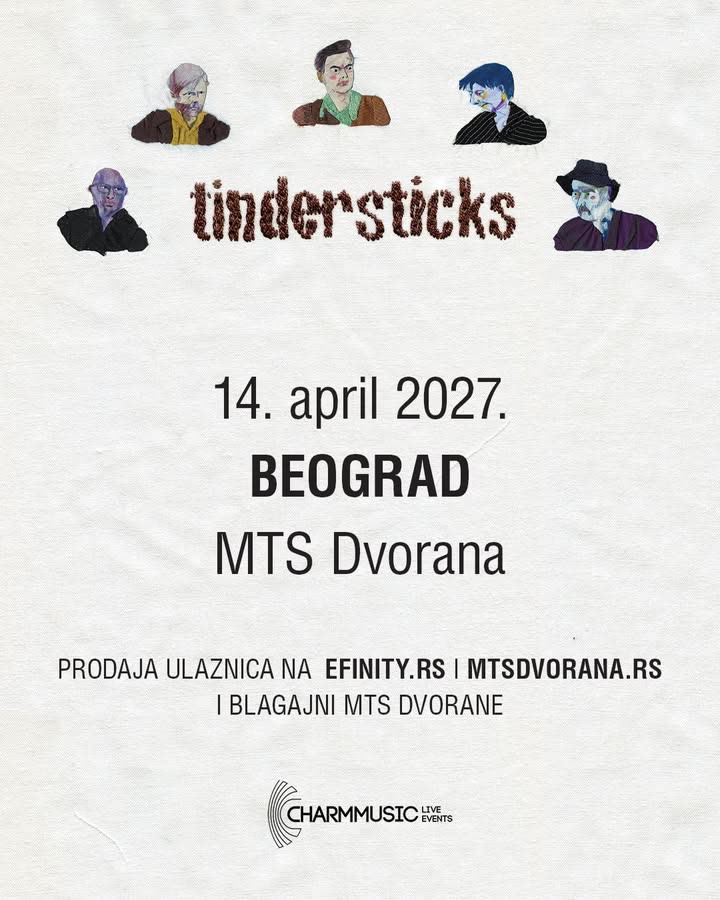 tindersticks
14. april 2027.
BEOGRAD
MTS Dvorana
PRODAJA ULAZNICA NA EFINITY.RS I MTSDVORANA.RS
I BLAGAJNI MTS DVORANE
CHARMMUSIC LIVE EVENTS